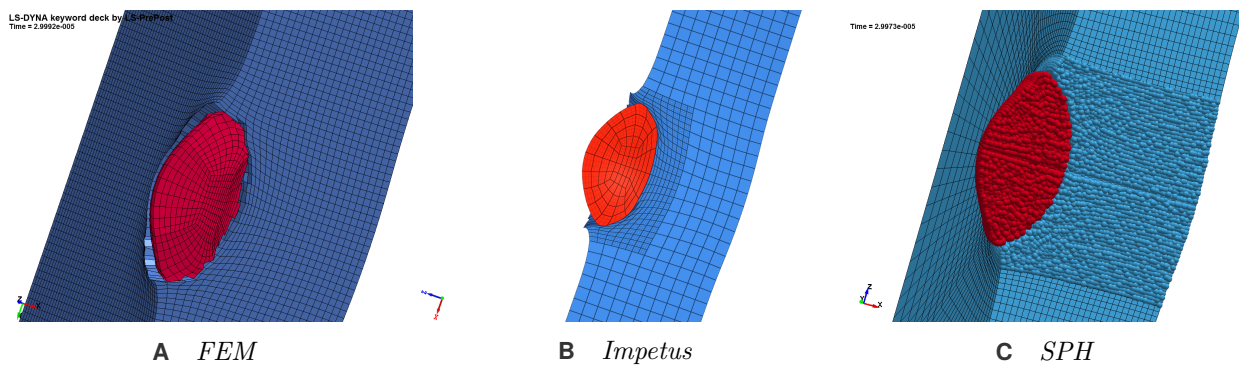 LS-DYNA keyword deck by LS-PrePost
Time = 2.9992e-005
Time = 2.9973e-005
Z
X
Y
Z
X
Z
Y
X
A FEM
B Impetus
C SPH